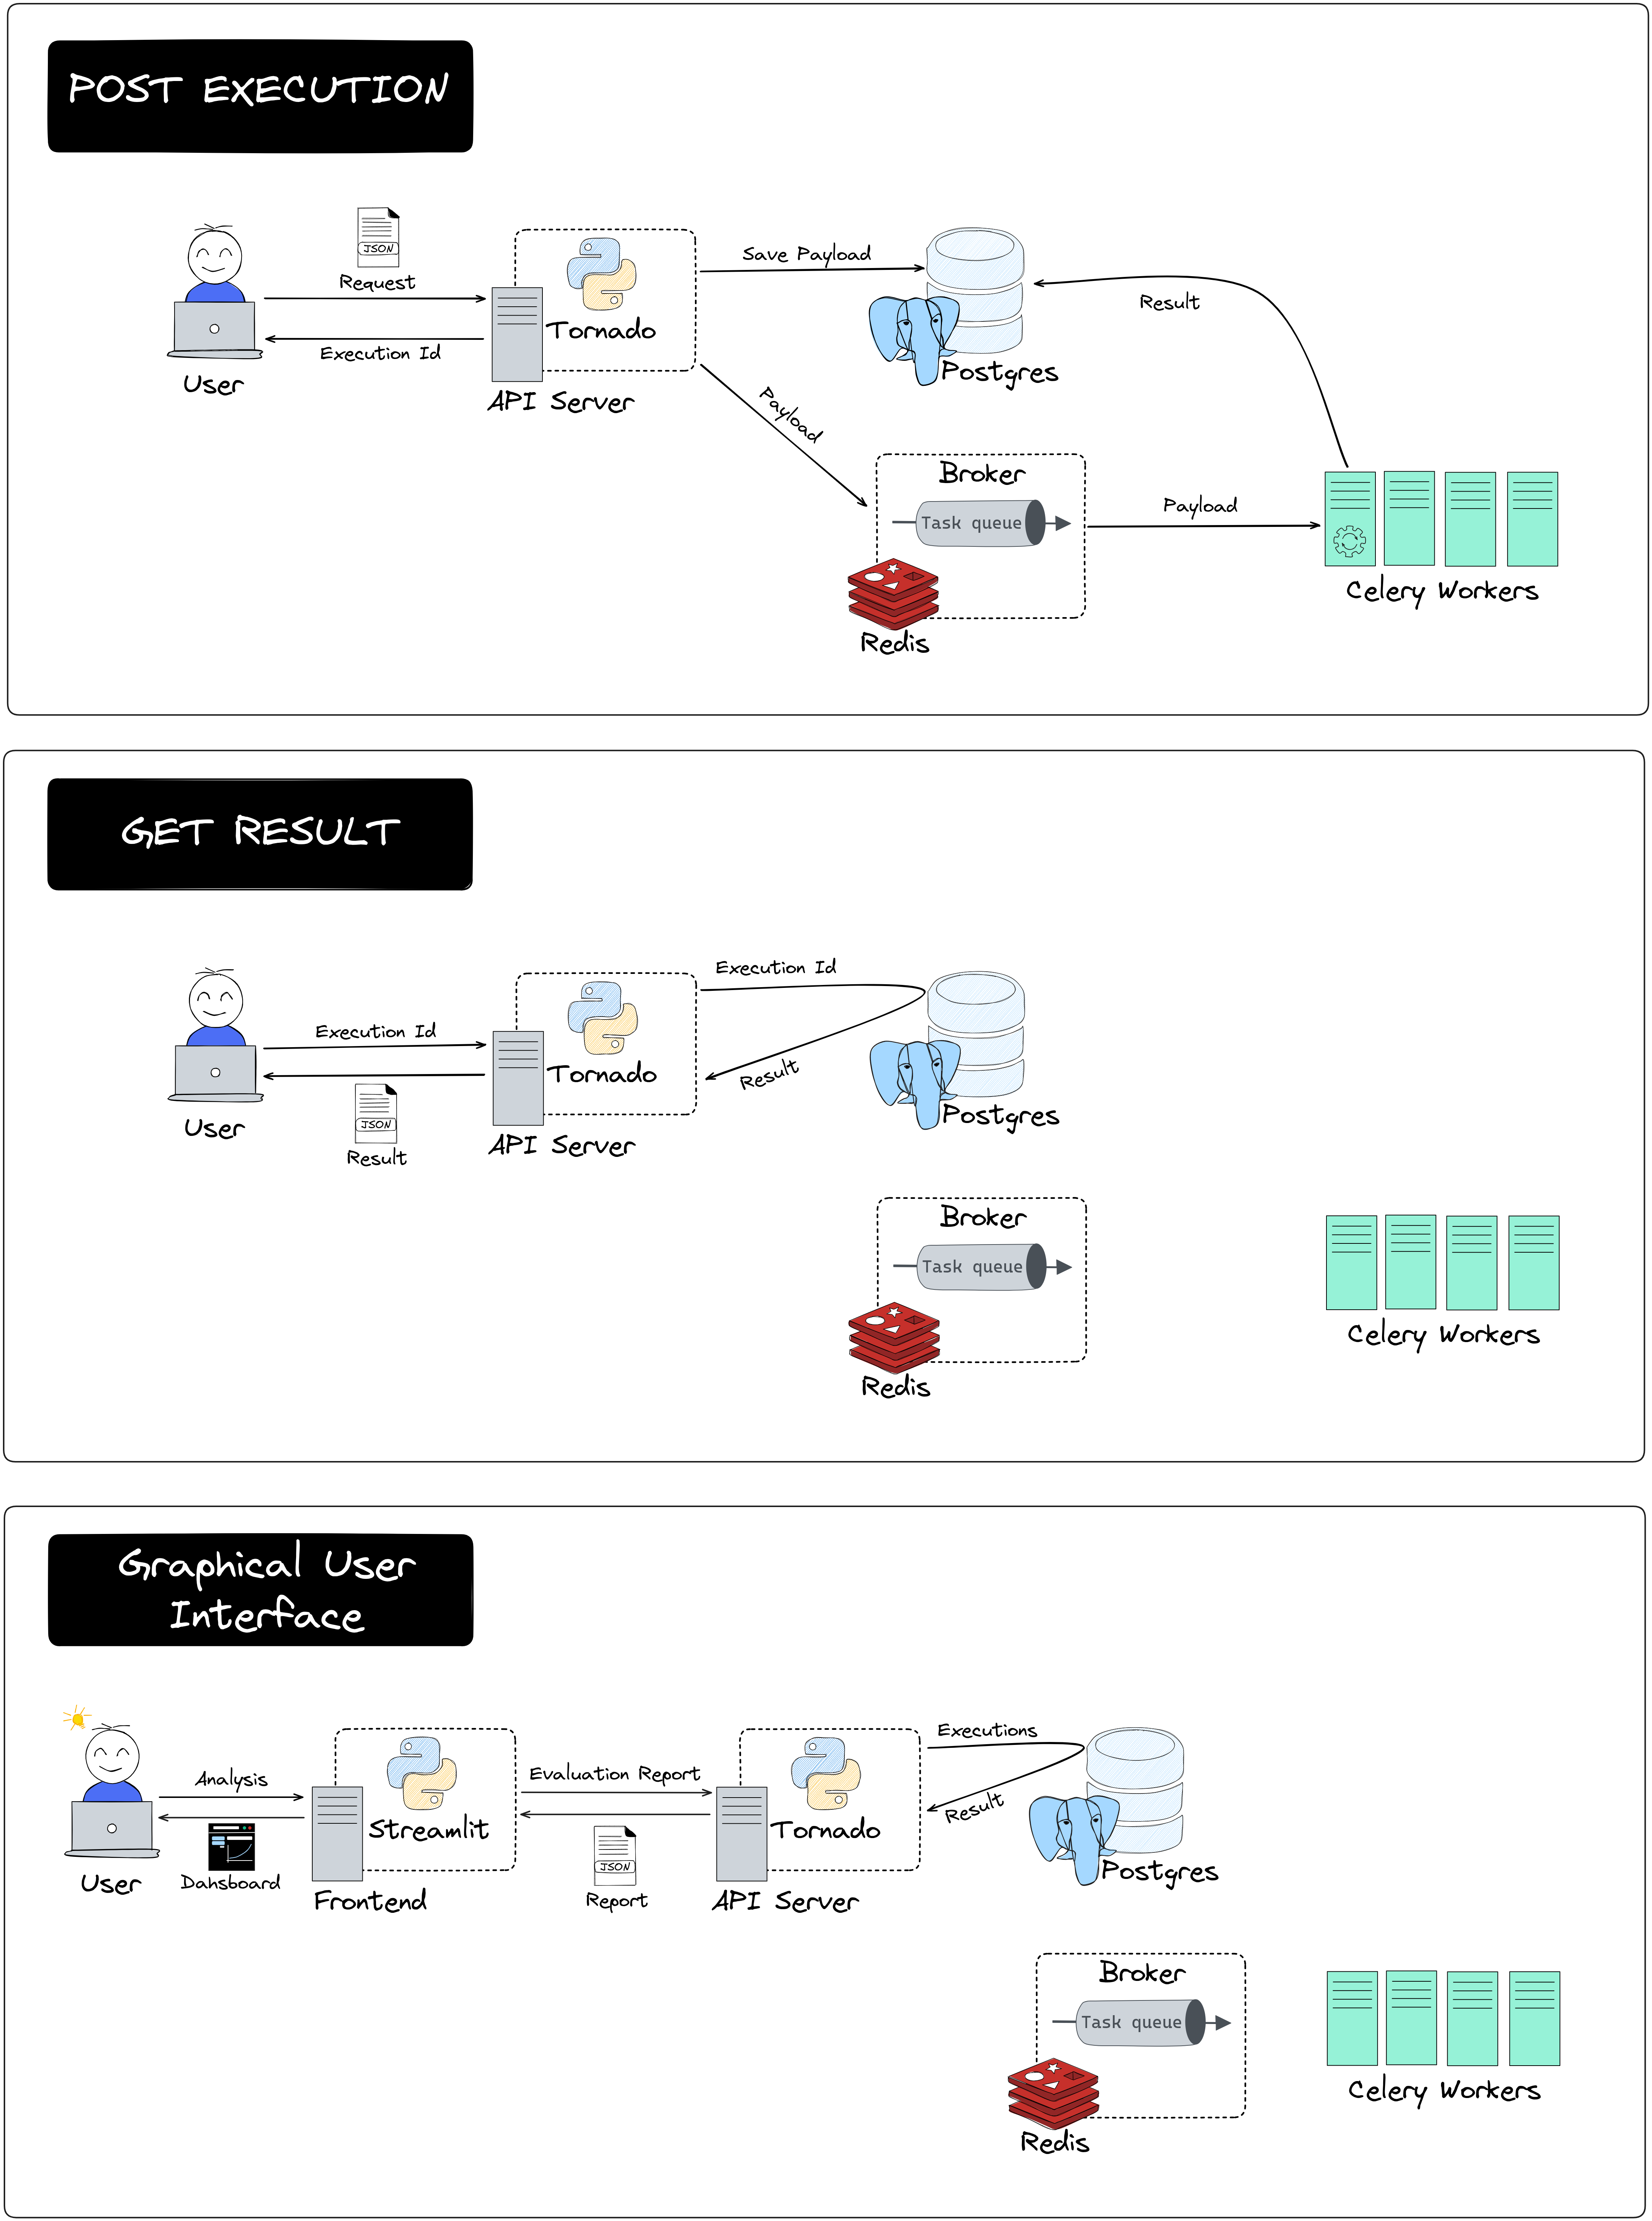 POST EXECUTION
JSON
Request
Execution Id
User
Tornado
API Server
Save Payload
Payload
Postgres
Result
Broker
Task queue
Redis
Payload
Celery Workers
GET RESULT
Execution Id
JSON
Result
User
Tornado
API Server
Execution Id
Result
Postgres
Broker
Task queue
Redis
Celery Workers
Graphical User
Interface
User
Analysis
Dahsboard
Streamlit
Frontend
Evaluation Report
JSON
Report
Tornado
API Server
Executions
Result
Postgres
Broker
Task queue
Redis
Celery Workers